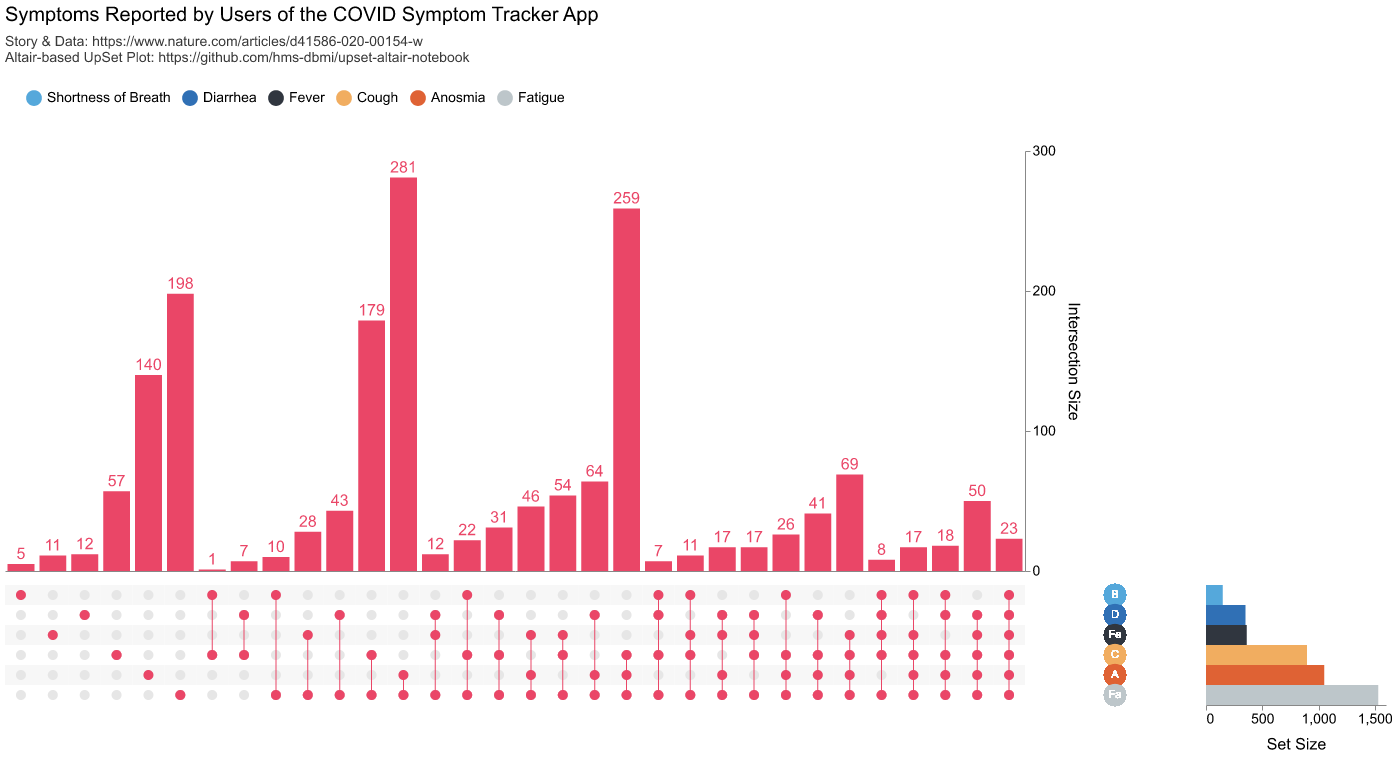 Symptoms Reported by Users of the COVID Symptom Tracker App
Story & Data: https://www.nature.com/articles/d41586-020-00154-w
Altair-based UpSet Plot: https://github.com/hms-dbmi/upset-altair-notebook
Shortness of Breath Diarrhea Fever Cough Anosmia Fatigue
300
281
259
198
200
179
140
Intersection Size
100
69
57
64
54
50
43
46
41
28
31
26
22
23
5 11 12
1 7 10
12
7 11 17 17
8 17 18
0
B
D
Fe
C
A
Fa
0 500 1,000 1,500
Set Size